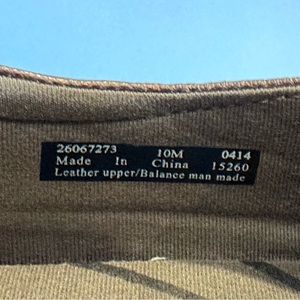 26067273 10M 0414
Made In China 15260
Leather upper/Balance man made